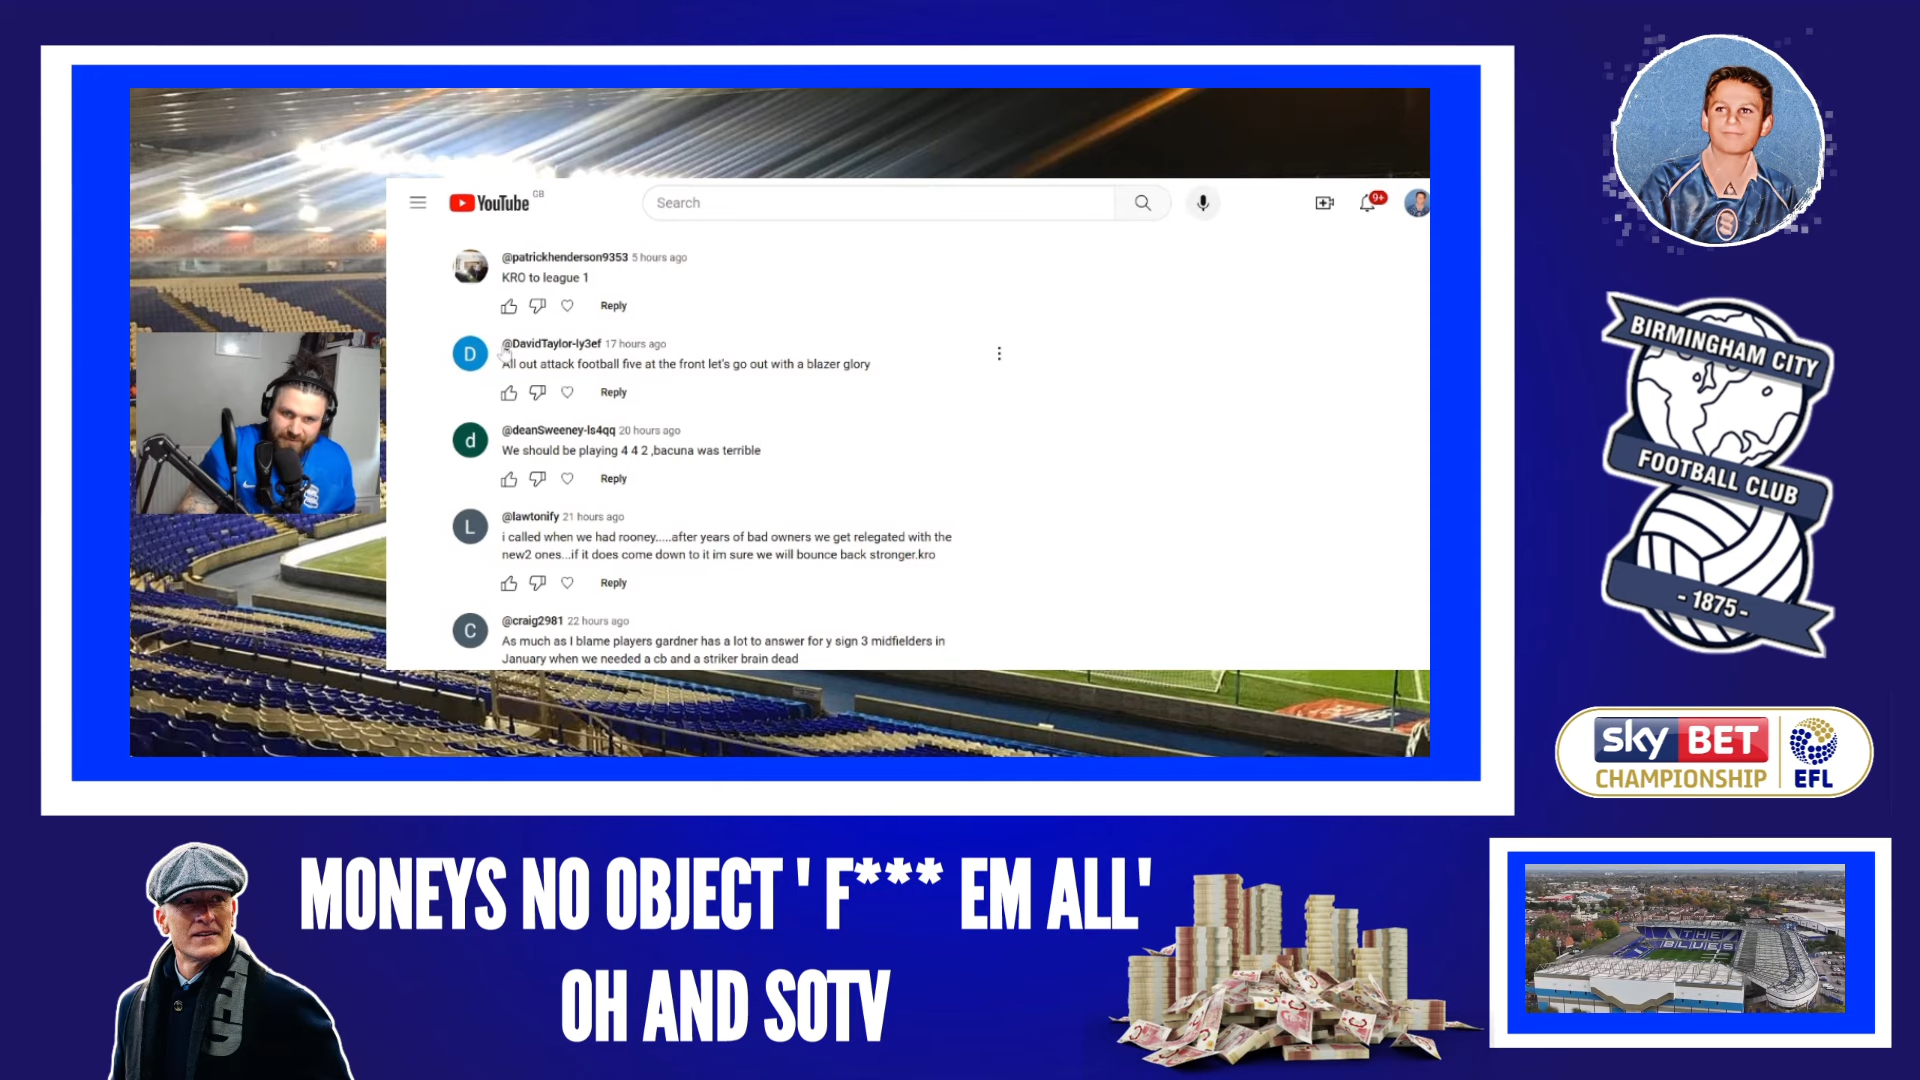 YouTube GB
Search
9+
@patrickhenderson9353 5 hours ago
KRO to league 1
Reply
D
@DavidTaylor-ly3ef 17 hours ago
All out attack football five at the front let's go out with a blazer glory
Reply
d
@deanSweeney-ls4qq 20 hours ago
We should be playing 4 4 2 ,bacuna was terrible
Reply
L
@lawtonify 21 hours ago
i called when we had rooney.....after years of bad owners we get relegated with the
new2 ones...if it does come down to it im sure we will bounce back stronger.kro
Reply
C
@craig2981 22 hours ago
As much as I blame players gardner has a lot to answer for y sign 3 midfielders in
January when we needed a cb and a striker brain dead
BIRMINGHAM CITY
FOOTBALL CLUB
- 1875 -
sky BET
CHAMPIONSHIP
EFL
MONEYS NO OBJECT ' F*** EM ALL'
OH AND SOTV
THE
BLUES